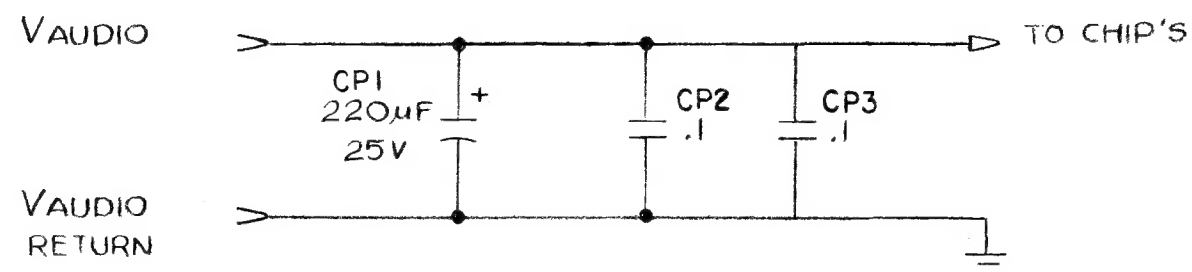 VAUDIO
TO CHIP'S
CP1
220µF
25V
+
CP2
.1
CP3
.1
VAUDIO
RETURN